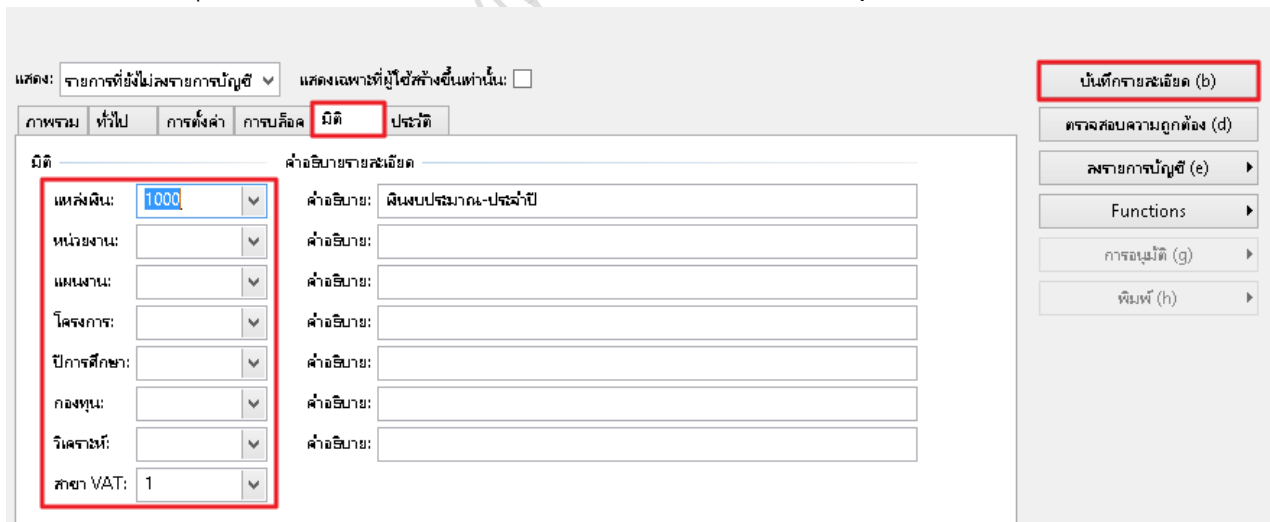 แสดง: รายการที่ยังไม่ลงรายการบัญชี แสดงเฉพาะที่ผู้ใช้สร้างขึ้นเท่านั้น:
บันทึกรายละเอียด (b)
ภาพรวม ทั่วไป การตั้งค่า การบล็อค มิติ ประวัติ
ตรวจสอบความถูกต้อง (d)
มิติ คำอธิบายรายละเอียด
ลงรายการบัญชี (e)
แหล่งเงิน: 1000 คำอธิบาย: เงินงบประมาณ-ประจำปี
Functions
หน่วยงาน: คำอธิบาย:
การอนุมัติ (g)
แผนงาน: คำอธิบาย:
พิมพ์ (h)
โครงการ: คำอธิบาย:
ปีการศึกษา: คำอธิบาย:
กองทุน: คำอธิบาย:
วิเคราะห์: คำอธิบาย:
สาขา VAT: 1